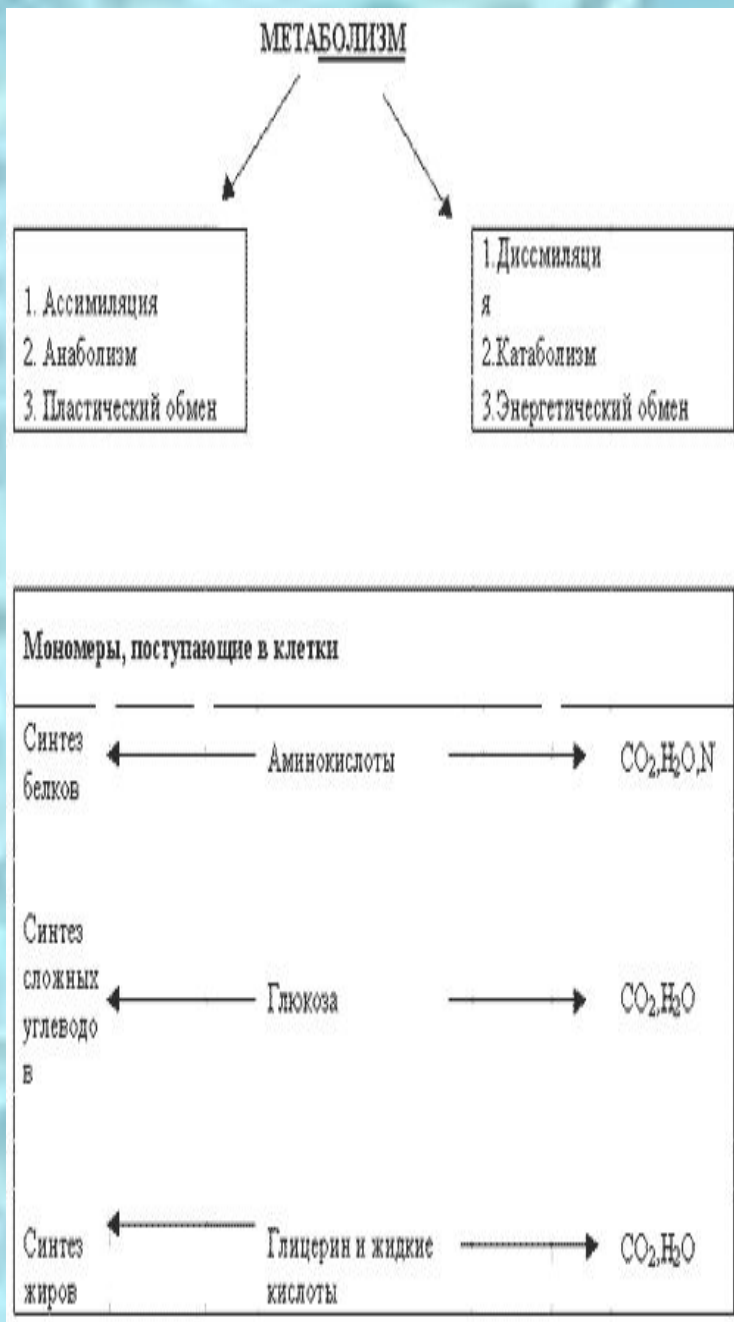 МЕТАБОЛИЗМ
1. Ассимиляция
2. Анаболизм
3. Пластический обмен
1.Диссмиляци
я
2.Катаболизм
3.Энергетический обмен
Мономеры, поступающие в клетки
Синтез
белков
Аминокислоты
CO₂,H₂O,N
Синтез
сложных
углеводо
в
Глюкоза
CO₂,H₂O
Синтез
жиров
Глицерин и жидкие
кислоты
CO₂,H₂O